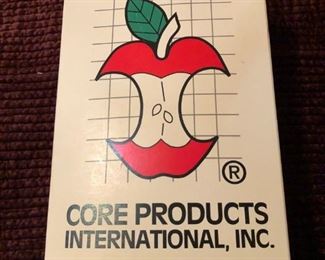 ®
CORE PRODUCTS
INTERNATIONAL, INC.